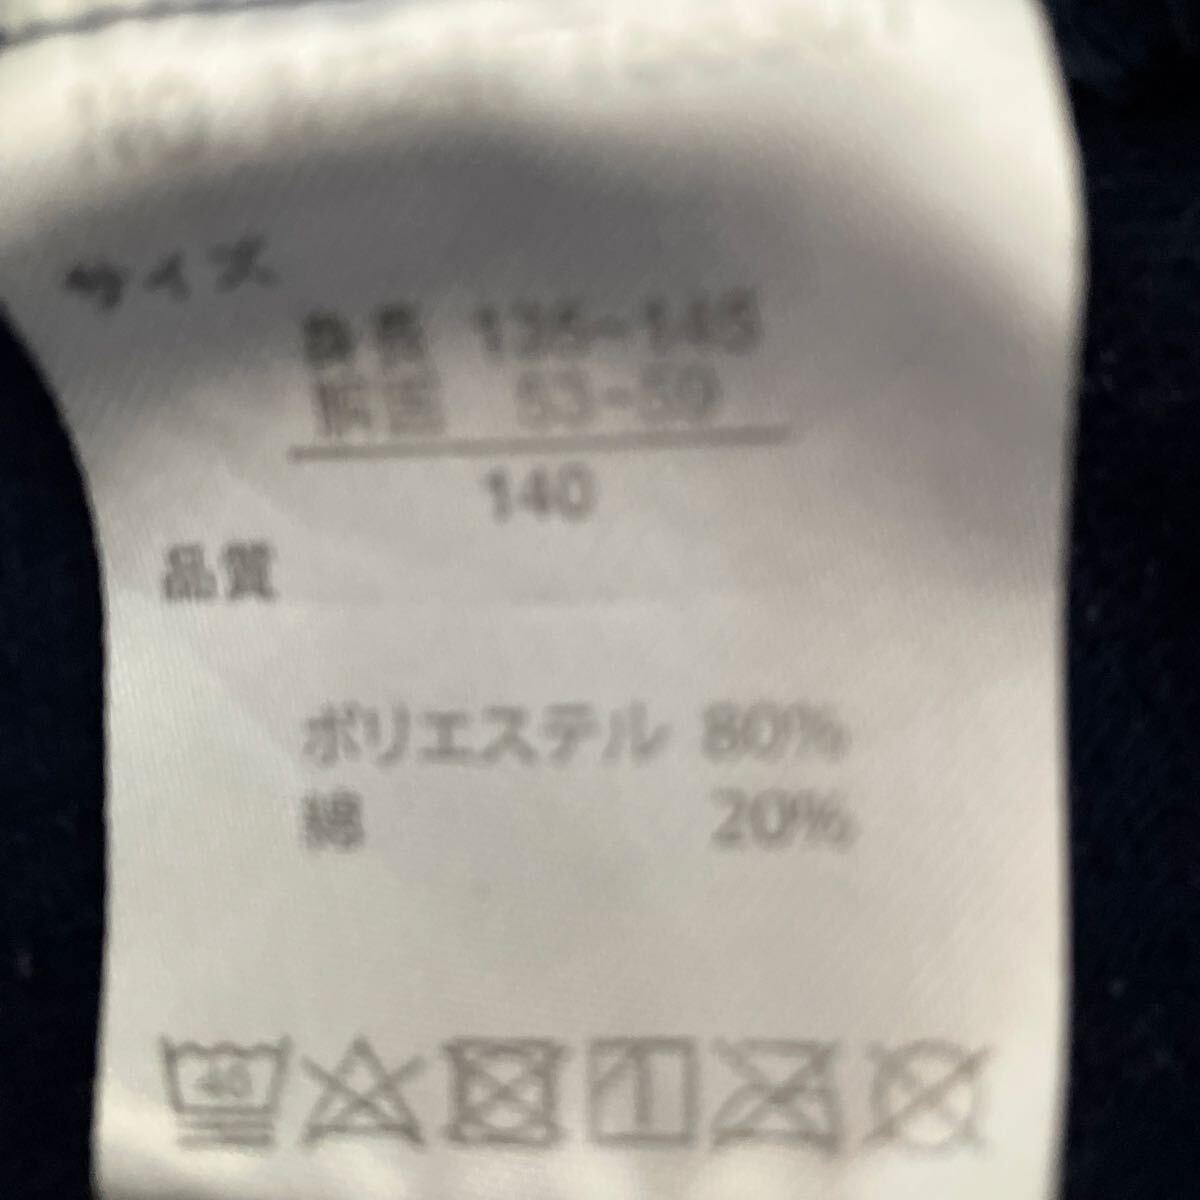 サイズ
身長 135~145
胴囲 53~59
140
品質
ポリエステル 80%
綿 20%
40